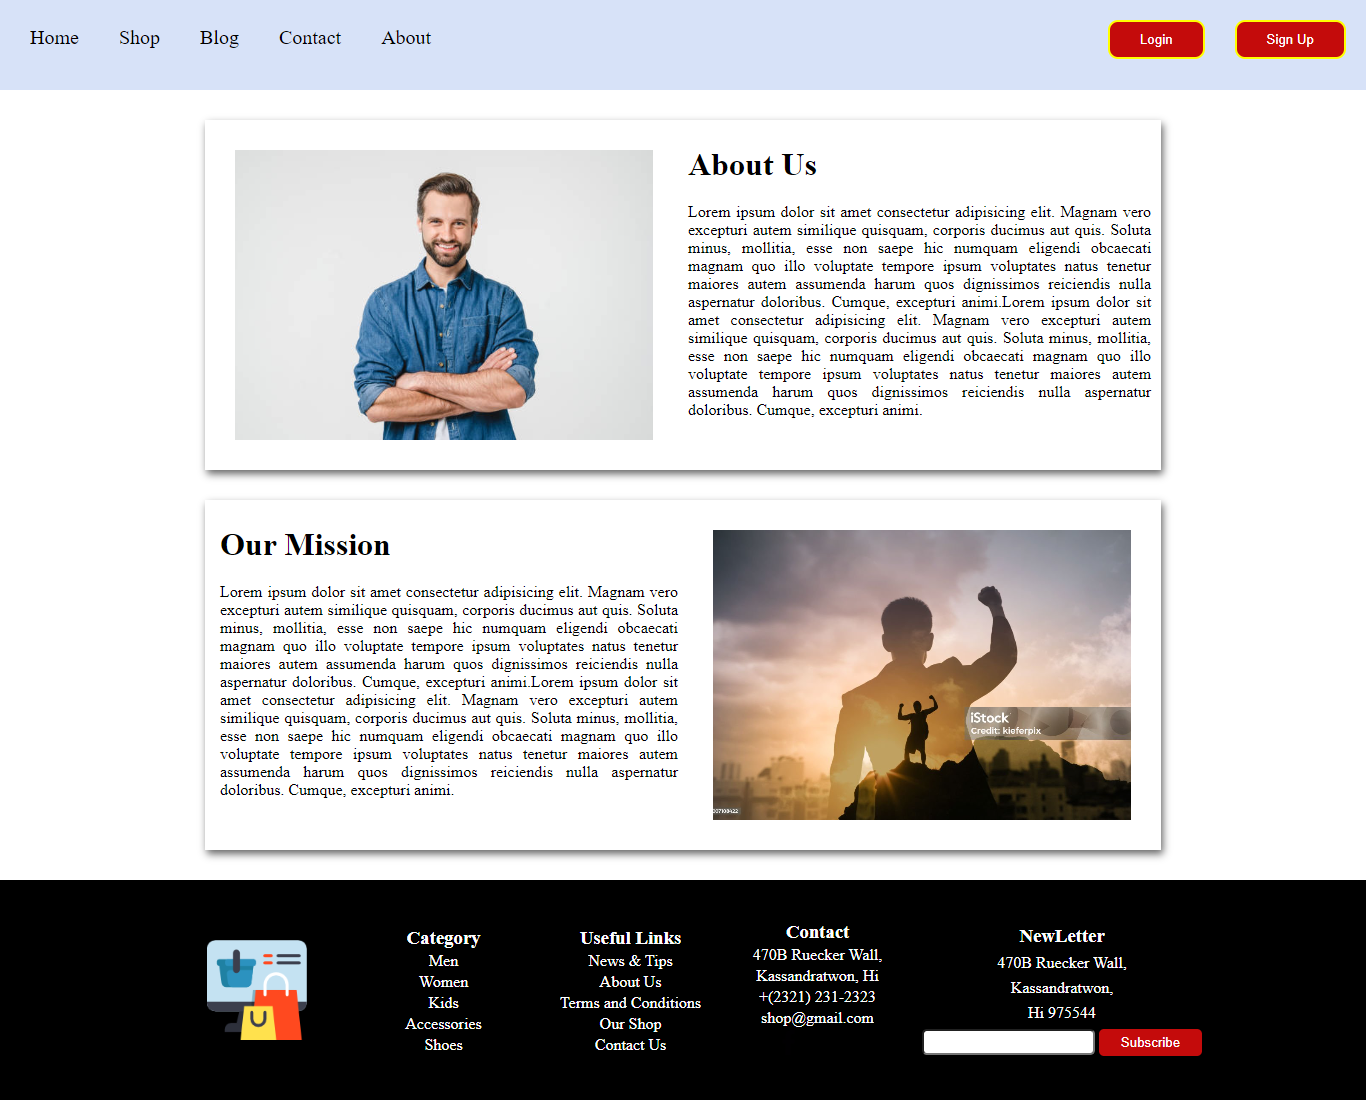 Home Shop Blog Contact About Login Sign Up
About Us
Lorem ipsum dolor sit amet consectetur adipisicing elit. Magnam vero
excepturi autem similique quisquam, corporis ducimus aut quis. Soluta
minus, mollitia, esse non saepe hic numquam eligendi obcaecati
magnam quo illo voluptate tempore ipsum voluptates natus tenetur
maiores autem assumenda harum quos dignissimos reiciendis nulla
aspernatur doloribus. Cumque, excepturi animi.Lorem ipsum dolor sit
amet consectetur adipisicing elit. Magnam vero excepturi autem
similique quisquam, corporis ducimus aut quis. Soluta minus, mollitia,
esse non saepe hic numquam eligendi obcaecati magnam quo illo
voluptate tempore ipsum voluptates natus tenetur maiores autem
assumenda harum quos dignissimos reiciendis nulla aspernatur
doloribus. Cumque, excepturi animi.
Our Mission
Lorem ipsum dolor sit amet consectetur adipisicing elit. Magnam vero
excepturi autem similique quisquam, corporis ducimus aut quis. Soluta
minus, mollitia, esse non saepe hic numquam eligendi obcaecati
magnam quo illo voluptate tempore ipsum voluptates natus tenetur
maiores autem assumenda harum quos dignissimos reiciendis nulla
aspernatur doloribus. Cumque, excepturi animi.Lorem ipsum dolor sit
amet consectetur adipisicing elit. Magnam vero excepturi autem
similique quisquam, corporis ducimus aut quis. Soluta minus, mollitia,
esse non saepe hic numquam eligendi obcaecati magnam quo illo
voluptate tempore ipsum voluptates natus tenetur maiores autem
assumenda harum quos dignissimos reiciendis nulla aspernatur
doloribus. Cumque, excepturi animi.
iStock
Credit: kieferpix
Category
Men
Women
Kids
Accessories
Shoes
Useful Links
News & Tips
About Us
Terms and Conditions
Our Shop
Contact Us
Contact
470B Ruecker Wall,
Kassandratwon, Hi
+(2321) 231-2323
shop@gmail.com
NewLetter
470B Ruecker Wall,
Kassandratwon,
Hi 975544
Subscribe